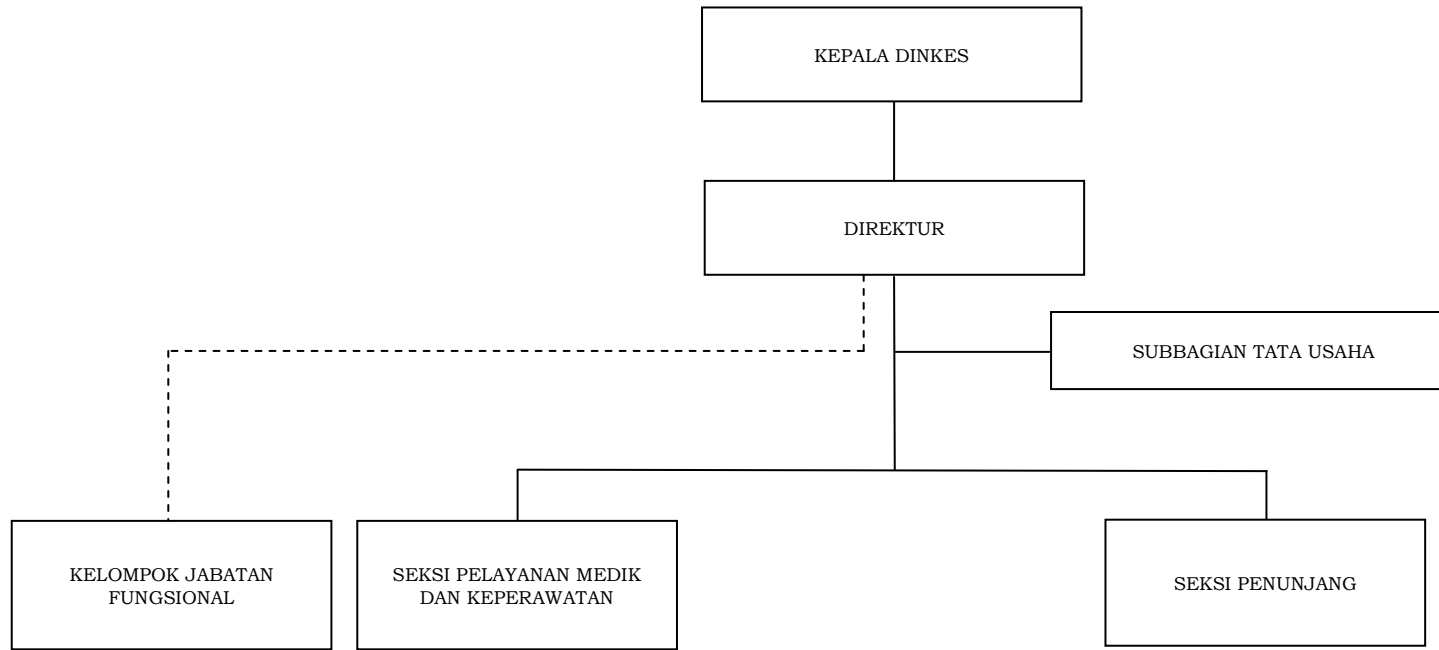 KEPALA DINKES
DIREKTUR
SUBBAGIAN TATA USAHA
KELOMPOK JABATAN
FUNGSIONAL
SEKSI PELAYANAN MEDIK
DAN KEPERAWATAN
SEKSI PENUNJANG